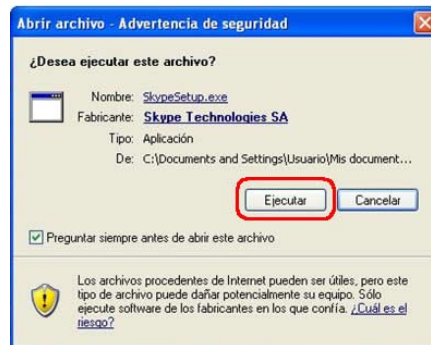 Abrir archivo - Advertencia de seguridad
¿Desea ejecutar este archivo?
Nombre: SkypeSetup.exe
Fabricante: Skype Technologies SA
Tipo: Aplicación
De: C:\Documents and Settings\Usuario\Mis document...
Ejecutar Cancelar
Preguntar siempre antes de abrir este archivo
Los archivos procedentes de Internet pueden ser útiles, pero este
tipo de archivo puede dañar potencialmente su equipo. Sólo
ejecute software de los fabricantes en los que confía. ¿Cuál es el
riesgo?